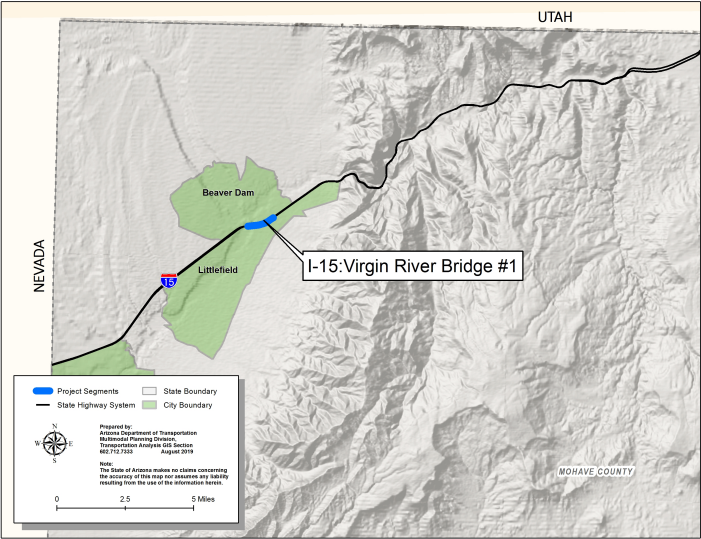 UTAH
NEVADA
Beaver Dam
Littlefield
I-15:Virgin River Bridge #1
15
MOHAVE COUNTY
Project Segments
State Boundary
State Highway System
City Boundary
N
W E
S
Prepared by:
Arizona Department of Transportation
Multimodal Planning Division,
Transportation Analysis GIS Section
602.712.7333 August 2019
Note:
The State of Arizona makes no claims concerning
the accuracy of this map nor assumes any liability
resulting from the use of the information herein.
0 2.5 5 Miles